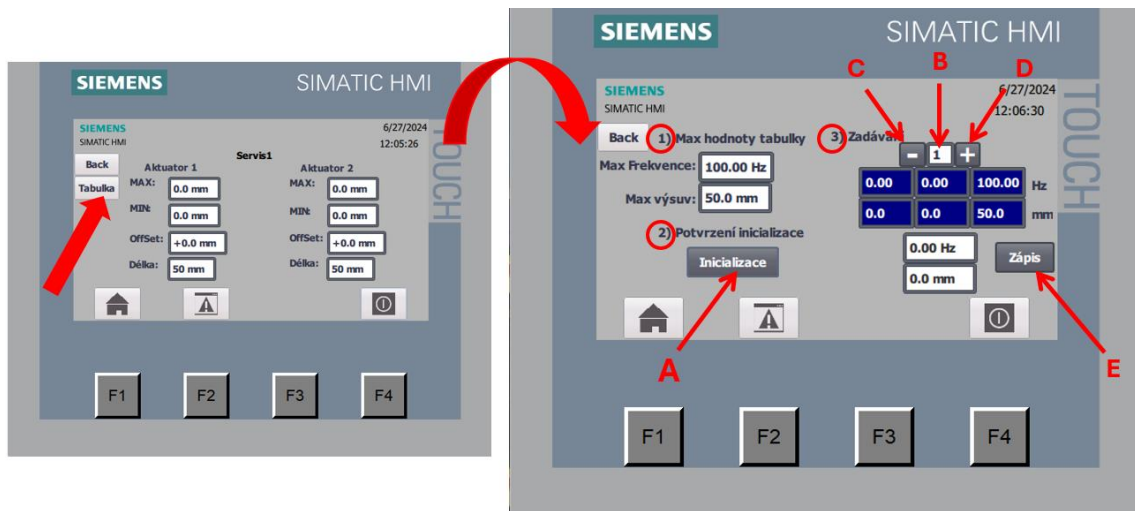 SIEMENS
SIMATIC HMI
TOUCH
SIEMENS
SIMATIC HMI
6/27/2024
12:05:26
Servis1
Back
Tabulka
Aktuator 1
MAX: 0.0 mm
MIN: 0.0 mm
OffSet: +0.0 mm
Délka: 50 mm
Aktuator 2
MAX: 0.0 mm
MIN: 0.0 mm
OffSet: +0.0 mm
Délka: 50 mm
F1 F2 F3 F4
SIEMENS
SIMATIC HMI
TOUCH
C B D
SIEMENS
SIMATIC HMI
6/27/2024
12:06:30
Back
1) Max hodnoty tabulky
Max Frekvence: 100.00 Hz
Max výsuv: 50.0 mm
2) Potvrzení inicializace
Inicializace
3) Zadává
- 1 +
0.00 0.00 100.00 Hz
0.0 0.0 50.0 mm
0.00 Hz
0.0 mm
Zápis
A
E
F1 F2 F3 F4